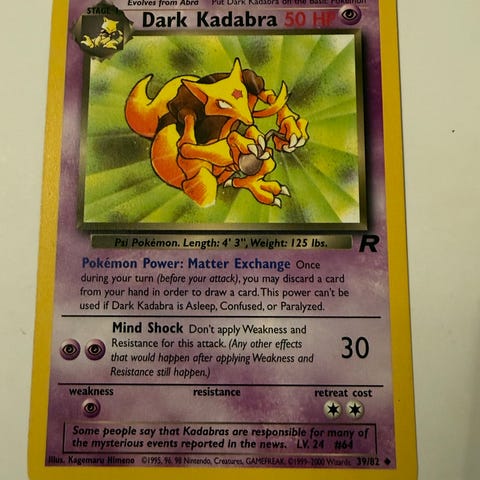 STAGE 1
Evolves from Abra Put Dark Kadabra on the Basic Pokémon
Dark Kadabra 50 HP
Psi Pokémon. Length: 4' 3", Weight: 125 lbs.
R
Pokémon Power: Matter Exchange Once
during your turn (before your attack), you may discard a card
from your hand in order to draw a card. This power can't be
used if Dark Kadabra is Asleep, Confused, or Paralyzed.
Mind Shock Don't apply Weakness and
Resistance for this attack. (Any other effects
that would happen after applying Weakness and
Resistance still happen.)
30
weakness resistance retreat cost
Some people say that Kadabras are responsible for many of
the mysterious events reported in the news. LV. 24 #64
Illus. Kagemaru Himeno ©1995, 96, 98 Nintendo, Creatures, GAMEFREAK. ©1999-2000 Wizards. 39/82